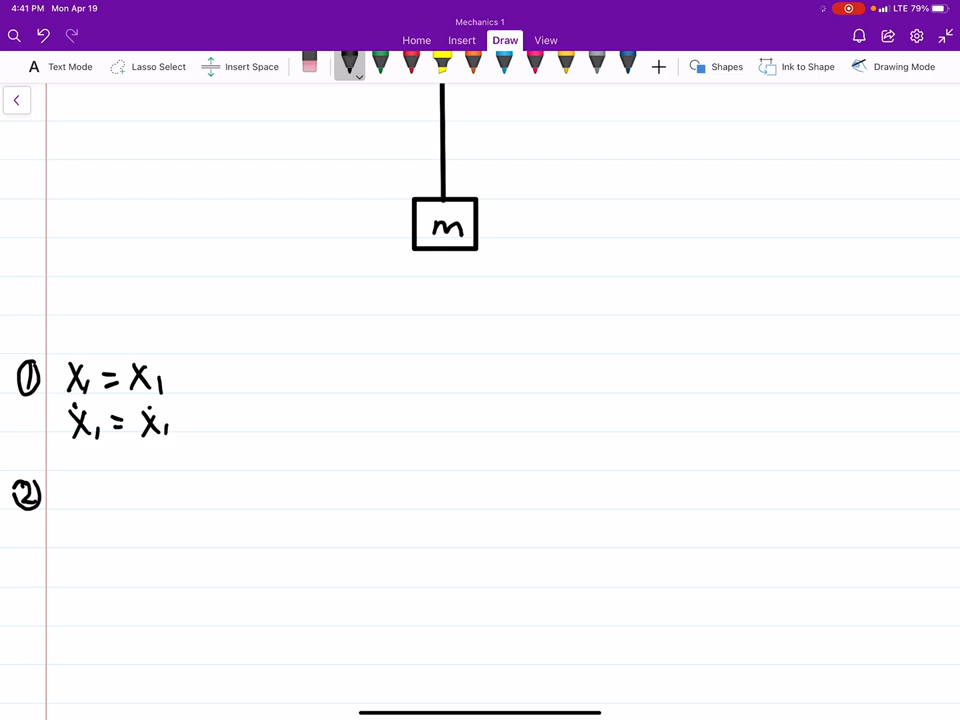 4:41 PM Mon Apr 19
LTE 79%
Mechanics 1
Home Insert Draw View
A Text Mode Lasso Select Insert Space + Shapes Ink to Shape Drawing Mode
m
① x₁ = x₁
ẋ₁ = ẋ₁
②